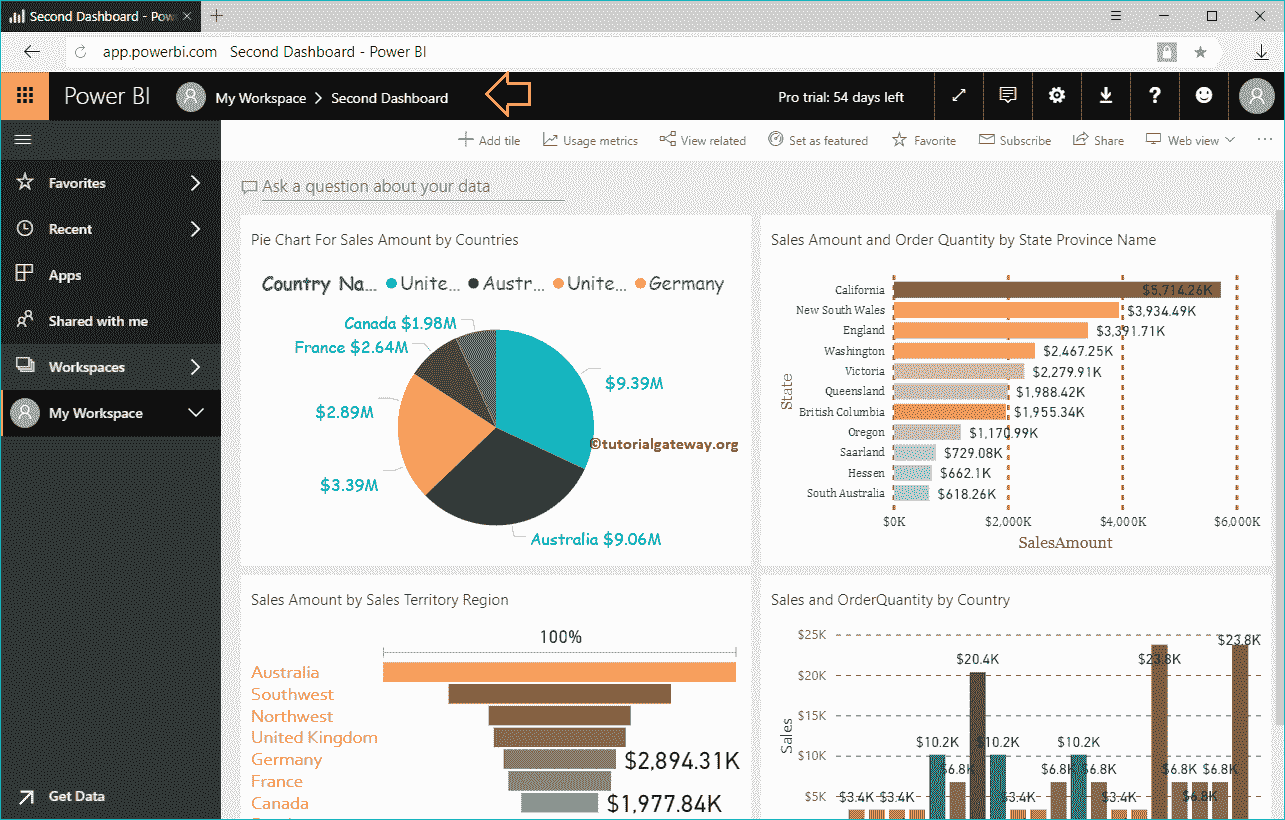 Second Dashboard - Pow
app.powerbi.com Second Dashboard - Power BI
Power BI My Workspace > Second Dashboard Pro trial: 54 days left
Add tile Usage metrics View related Set as featured Favorite Subscribe Share Web view
Favorites
Recent
Apps
Shared with me
Workspaces
My Workspace
Get Data
Ask a question about your data
Pie Chart For Sales Amount by Countries
Country Na... Unite... Austr... Unite... Germany
Canada $1.98M
France $2.64M
$9.39M
$2.89M
©tutorialgateway.org
$3.39M
Australia $9.06M
Sales Amount and Order Quantity by State Province Name
State
California $5,714.26K
New South Wales $3,934.49K
England $3,391.71K
Washington $2,467.25K
Victoria $2,279.91K
Queensland $1,988.42K
British Columbia $1,955.34K
Oregon $1,170.99K
Saarland $729.08K
Hessen $662.1K
South Australia $618.26K
$0K $2,000K $4,000K $6,000K
SalesAmount
Sales Amount by Sales Territory Region
100%
Australia
Southwest
Northwest
United Kingdom
Germany $2,894.31K
France
Canada $1,977.84K
Sales and OrderQuantity by Country
Sales
$25K
$20K
$15K
$10K
$5K
$3.4K $3.4K $10.2K $6.8K $20.4K $10.2K $3.4K $6.8K $10.2K $6.8K $3.4K $23.8K $6.8K $6.8K $6.8K $23.8K